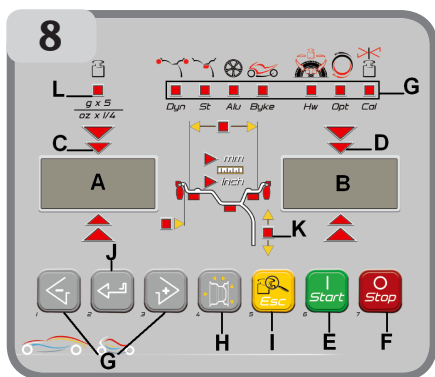 8
L
g x 5
oz x 1/4
Dyn St Alu Byke Hw Opt Cal
G
C
D
mm
inch
A
B
K
J
- + Esc Start Stop
1 2 3 4 5 6 7
G
H
I
E
F